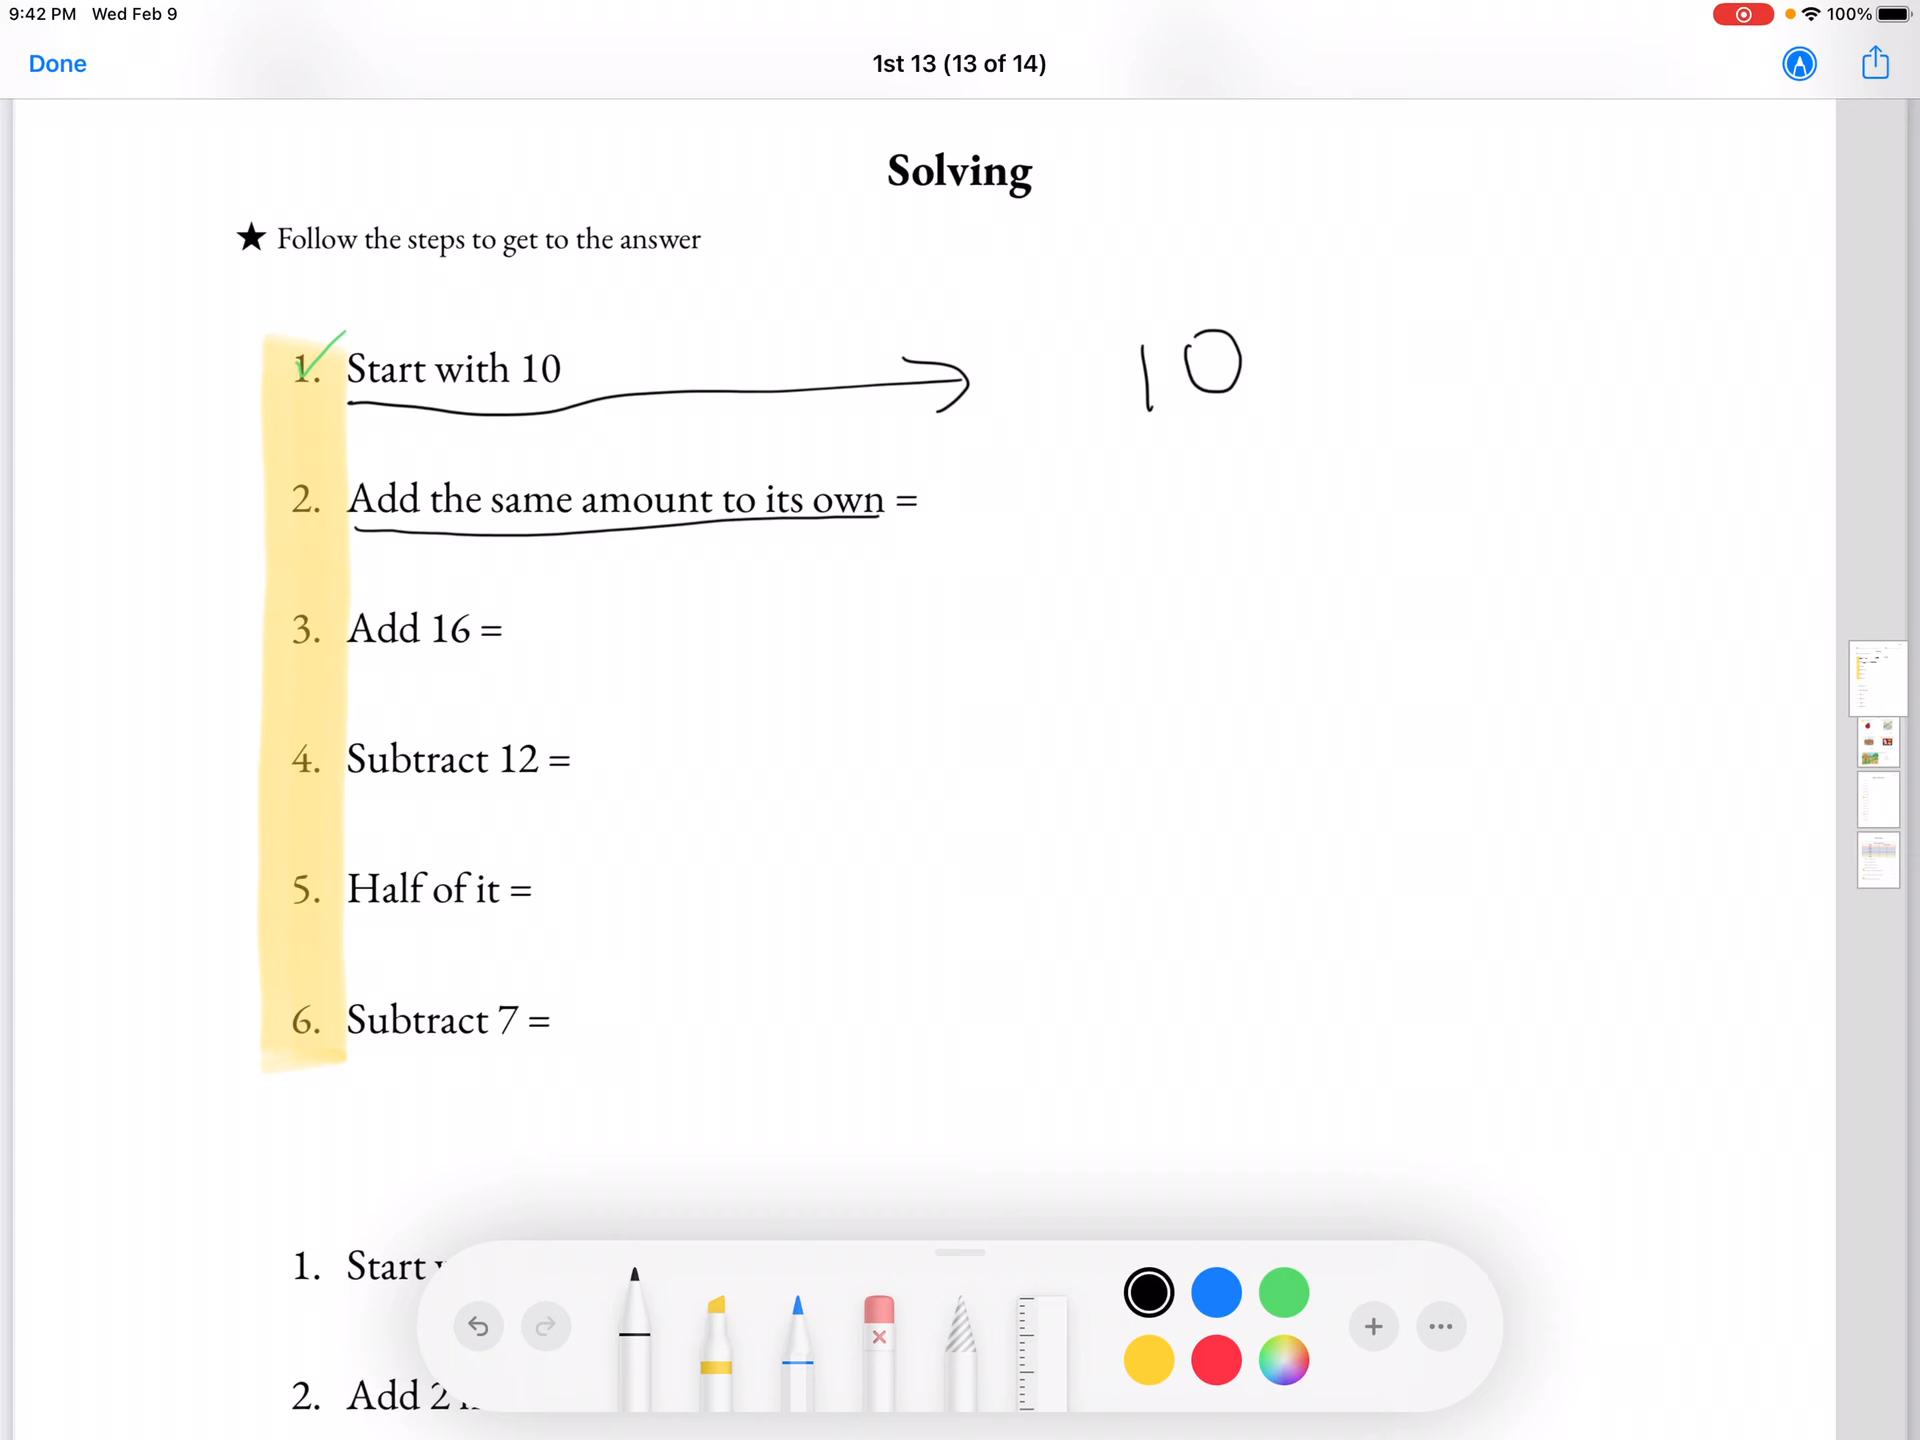 9:42 PM Wed Feb 9
100%
Done
1st 13 (13 of 14)
Solving
★ Follow the steps to get to the answer
1. Start with 10
10
2. Add the same amount to its own =
3. Add 16 =
4. Subtract 12 =
5. Half of it =
6. Subtract 7 =
1. Start
2. Add 2